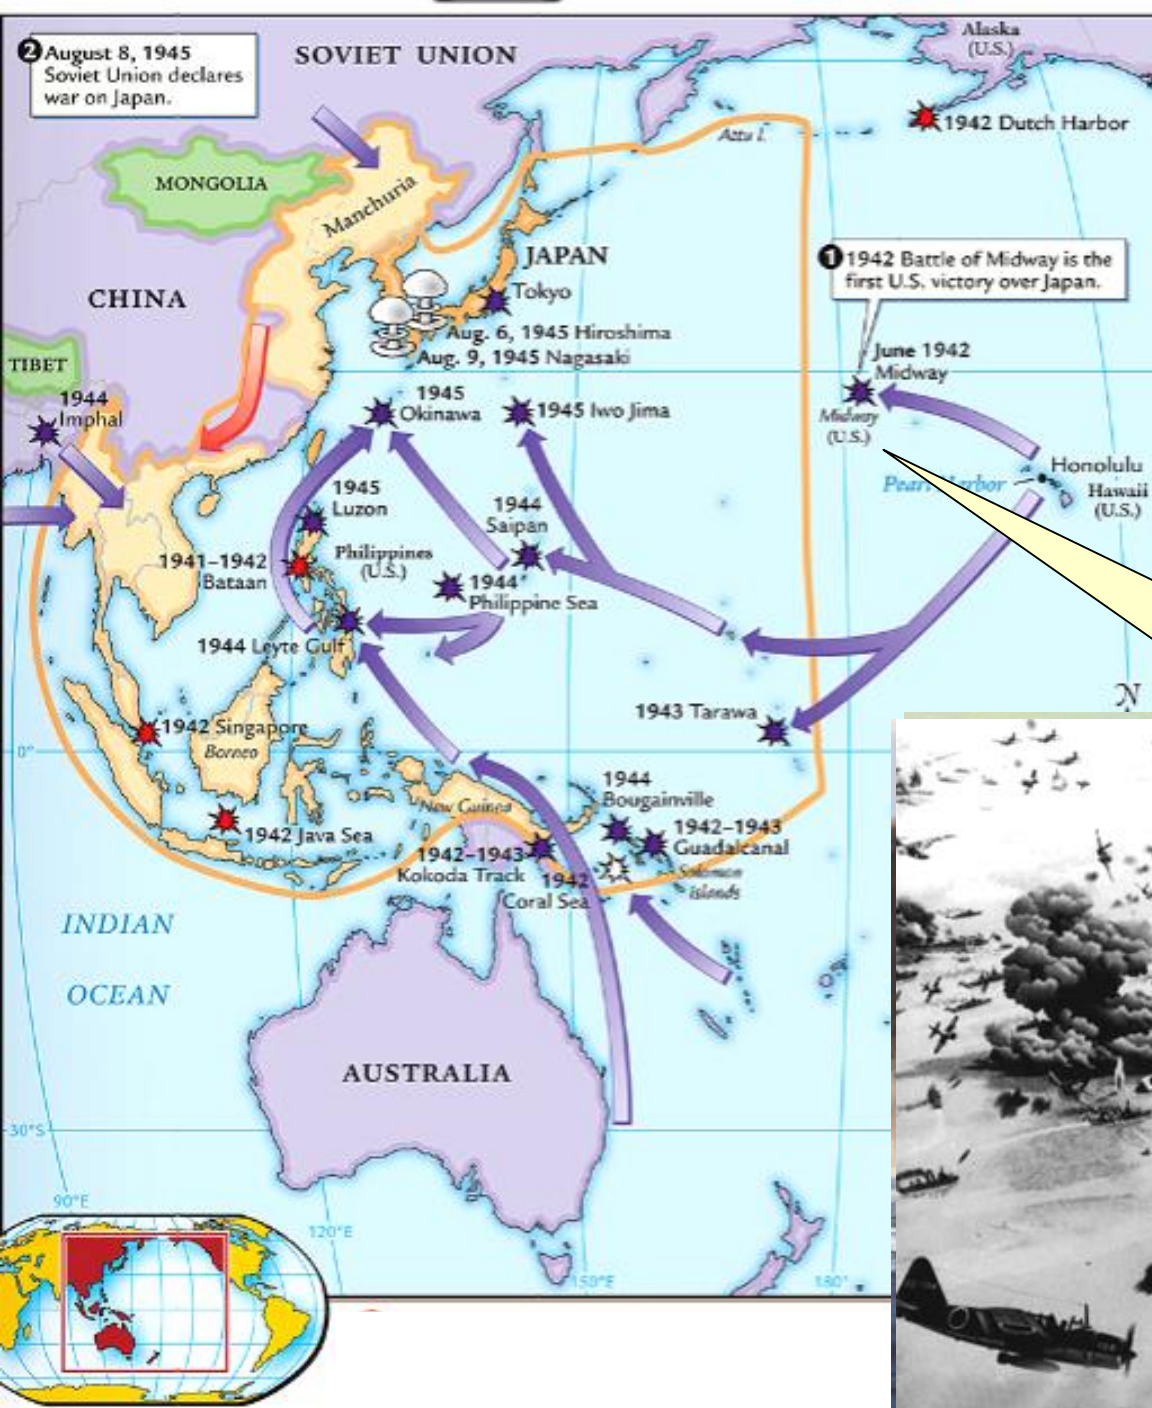 Alaska
(U.S.)
2 August 8, 1945
Soviet Union declares
war on Japan.
SOVIET UNION
1942 Dutch Harbor
Attu I.
MONGOLIA
Manchuria
JAPAN
Tokyo
1 1942 Battle of Midway is the
first U.S. victory over Japan.
CHINA
Aug. 6, 1945 Hiroshima
Aug. 9, 1945 Nagasaki
TIBET
June 1942
Midway
Midway
(U.S.)
1944
Imphal
1945
Okinawa
1945 Iwo Jima
Honolulu
Pearl Harbor
Hawaii
(U.S.)
1945
Luzon
1944
Saipan
1941–1942
Bataan
Philippines
(U.S.)
1944
Philippine Sea
1944 Leyte Gulf
N
1943 Tarawa
1942 Singapore
Borneo
0°
1944
Bougainville
New Guinea
1942 Java Sea
1942–1943
Guadalcanal
1942–1943
Kokoda Track
Solomon
Islands
1942
Coral Sea
INDIAN
OCEAN
AUSTRALIA
30°S
90°E
120°E
150°E
180°